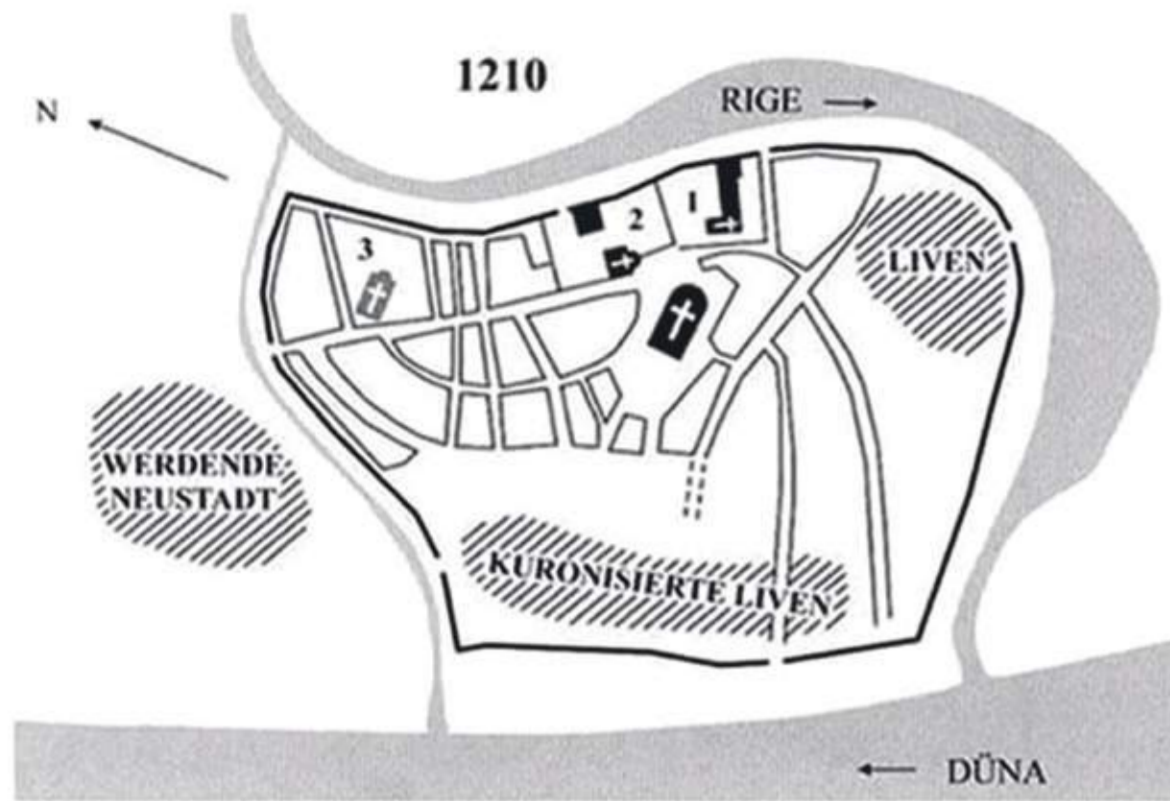 1210
RIGE
N
1
2
3
LIVEN
WERDENDE
NEUSTADT
KURONISIERTE LIVEN
DÜNA